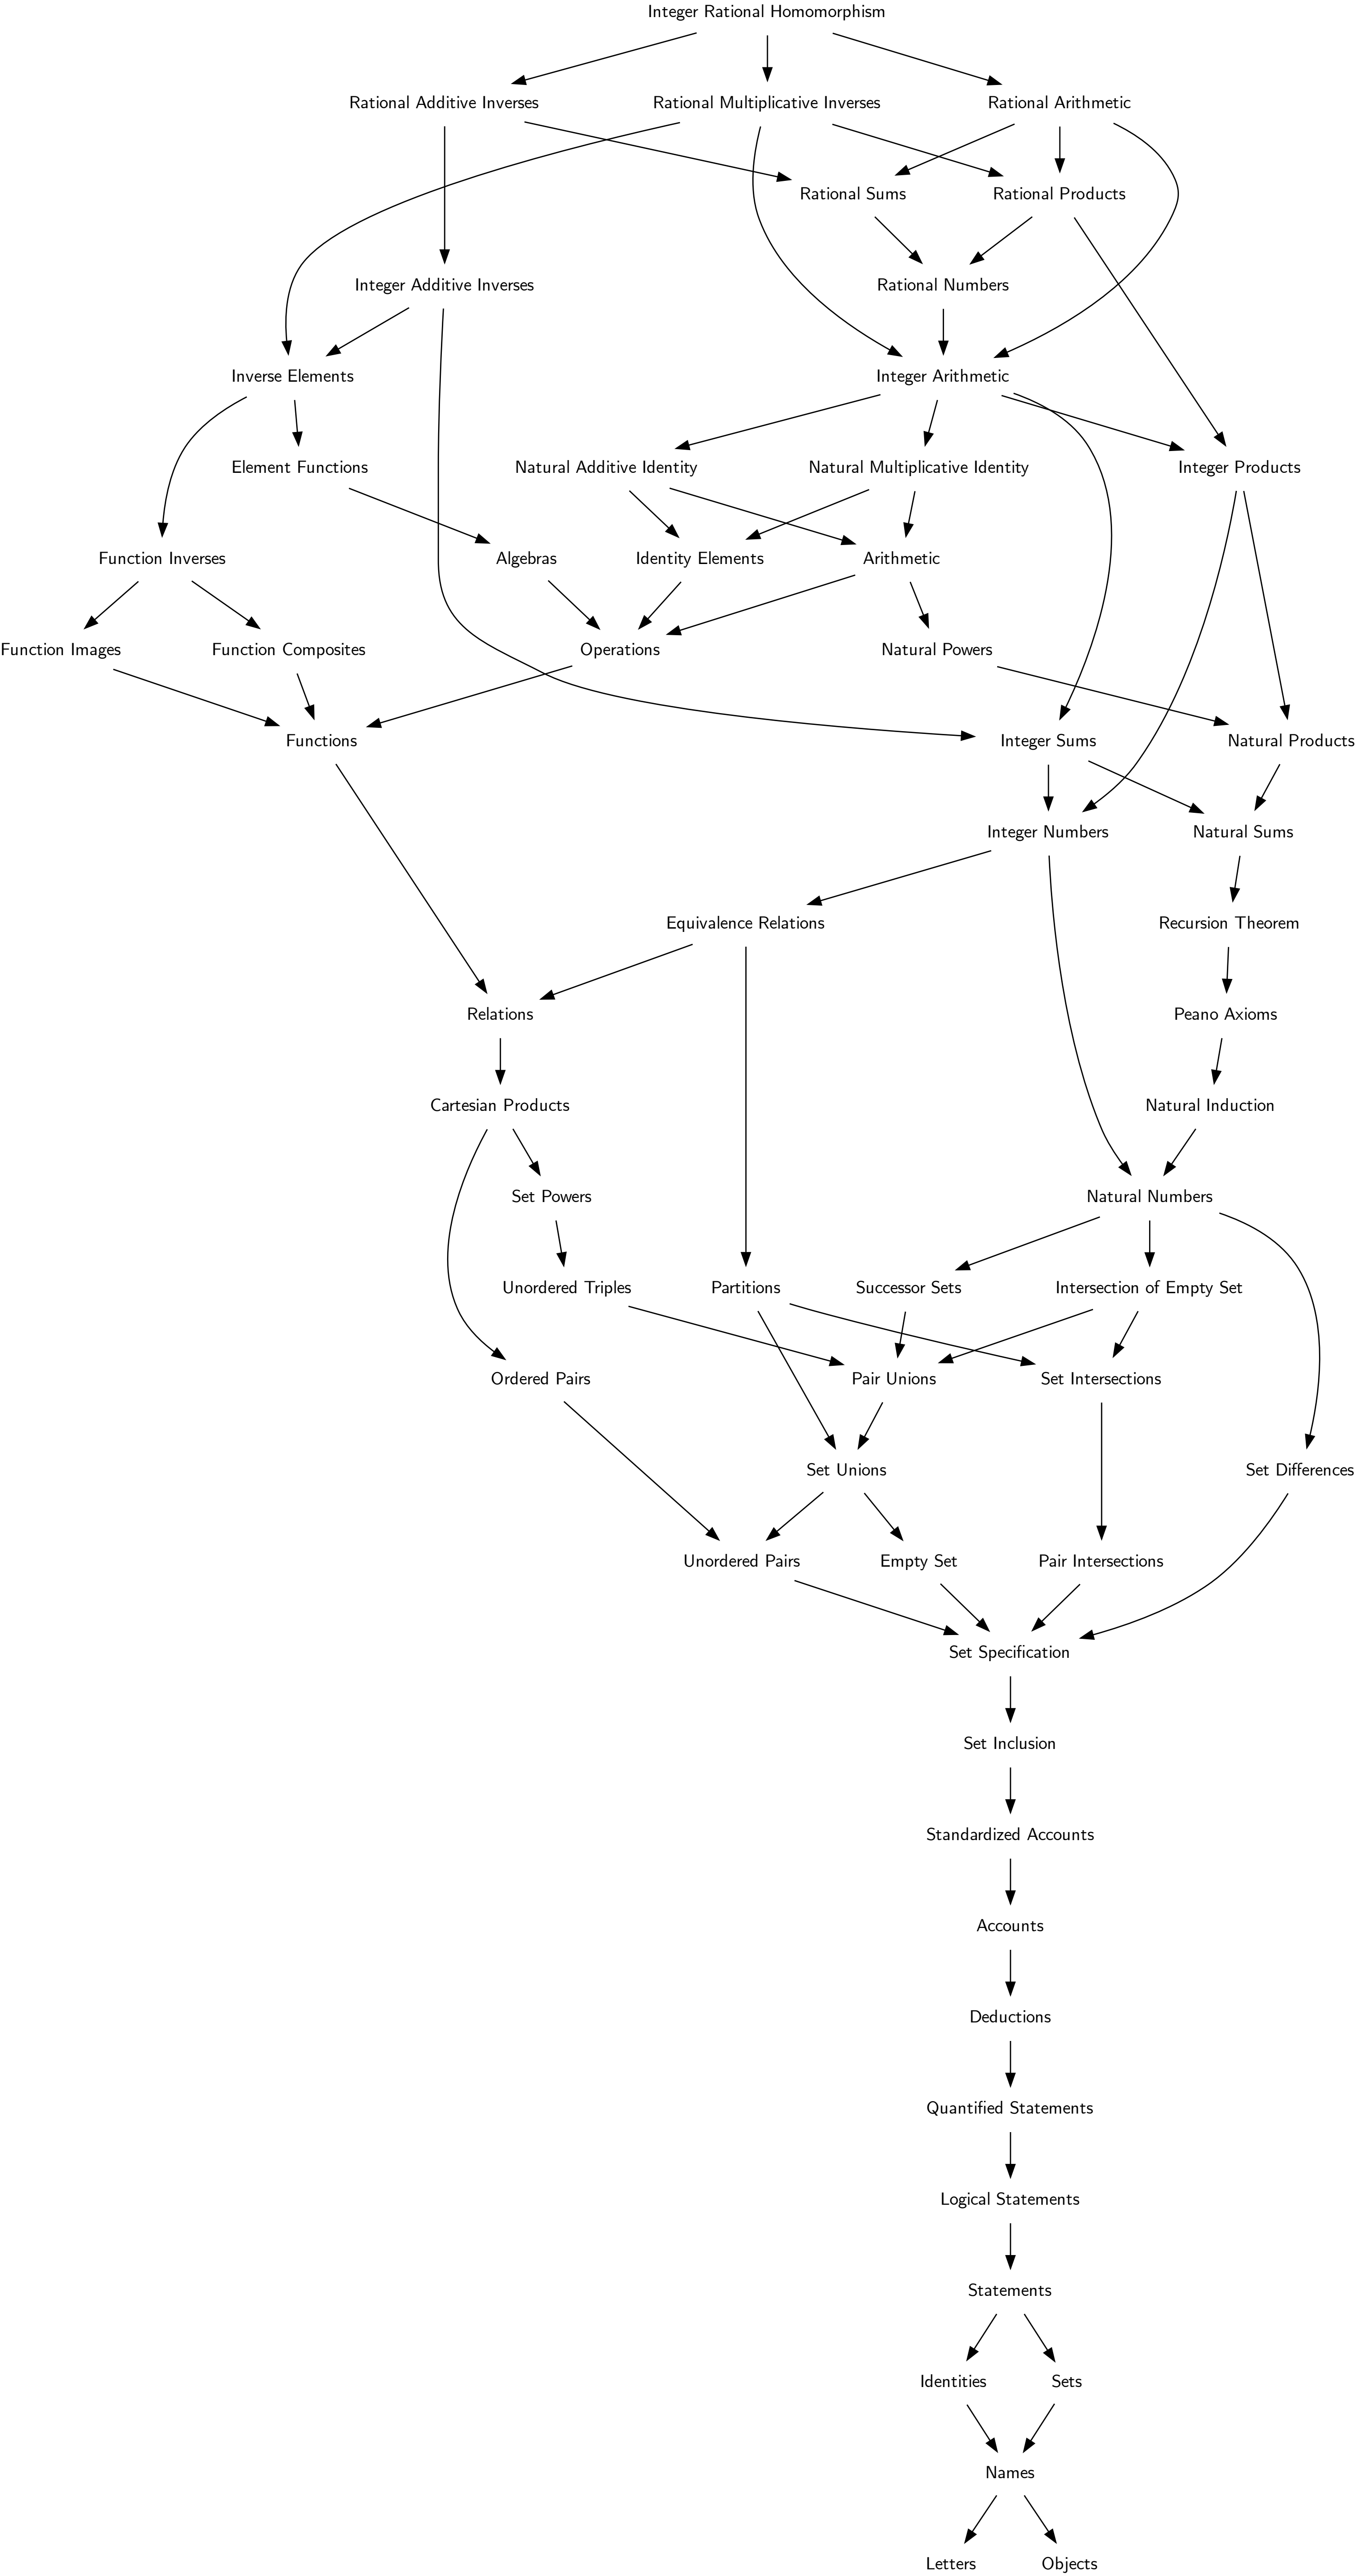 Integer Rational Homomorphism
Rational Additive Inverses
Rational Multiplicative Inverses
Rational Arithmetic
Rational Sums
Rational Products
Integer Additive Inverses
Rational Numbers
Inverse Elements
Integer Arithmetic
Element Functions
Natural Additive Identity
Natural Multiplicative Identity
Integer Products
Function Inverses
Algebras
Identity Elements
Arithmetic
Function Images
Function Composites
Operations
Natural Powers
Functions
Integer Sums
Natural Products
Integer Numbers
Natural Sums
Equivalence Relations
Recursion Theorem
Relations
Peano Axioms
Cartesian Products
Natural Induction
Set Powers
Natural Numbers
Unordered Triples
Partitions
Successor Sets
Intersection of Empty Set
Ordered Pairs
Pair Unions
Set Intersections
Set Unions
Set Differences
Unordered Pairs
Empty Set
Pair Intersections
Set Specification
Set Inclusion
Standardized Accounts
Accounts
Deductions
Quantified Statements
Logical Statements
Statements
Identities
Sets
Names
Letters
Objects